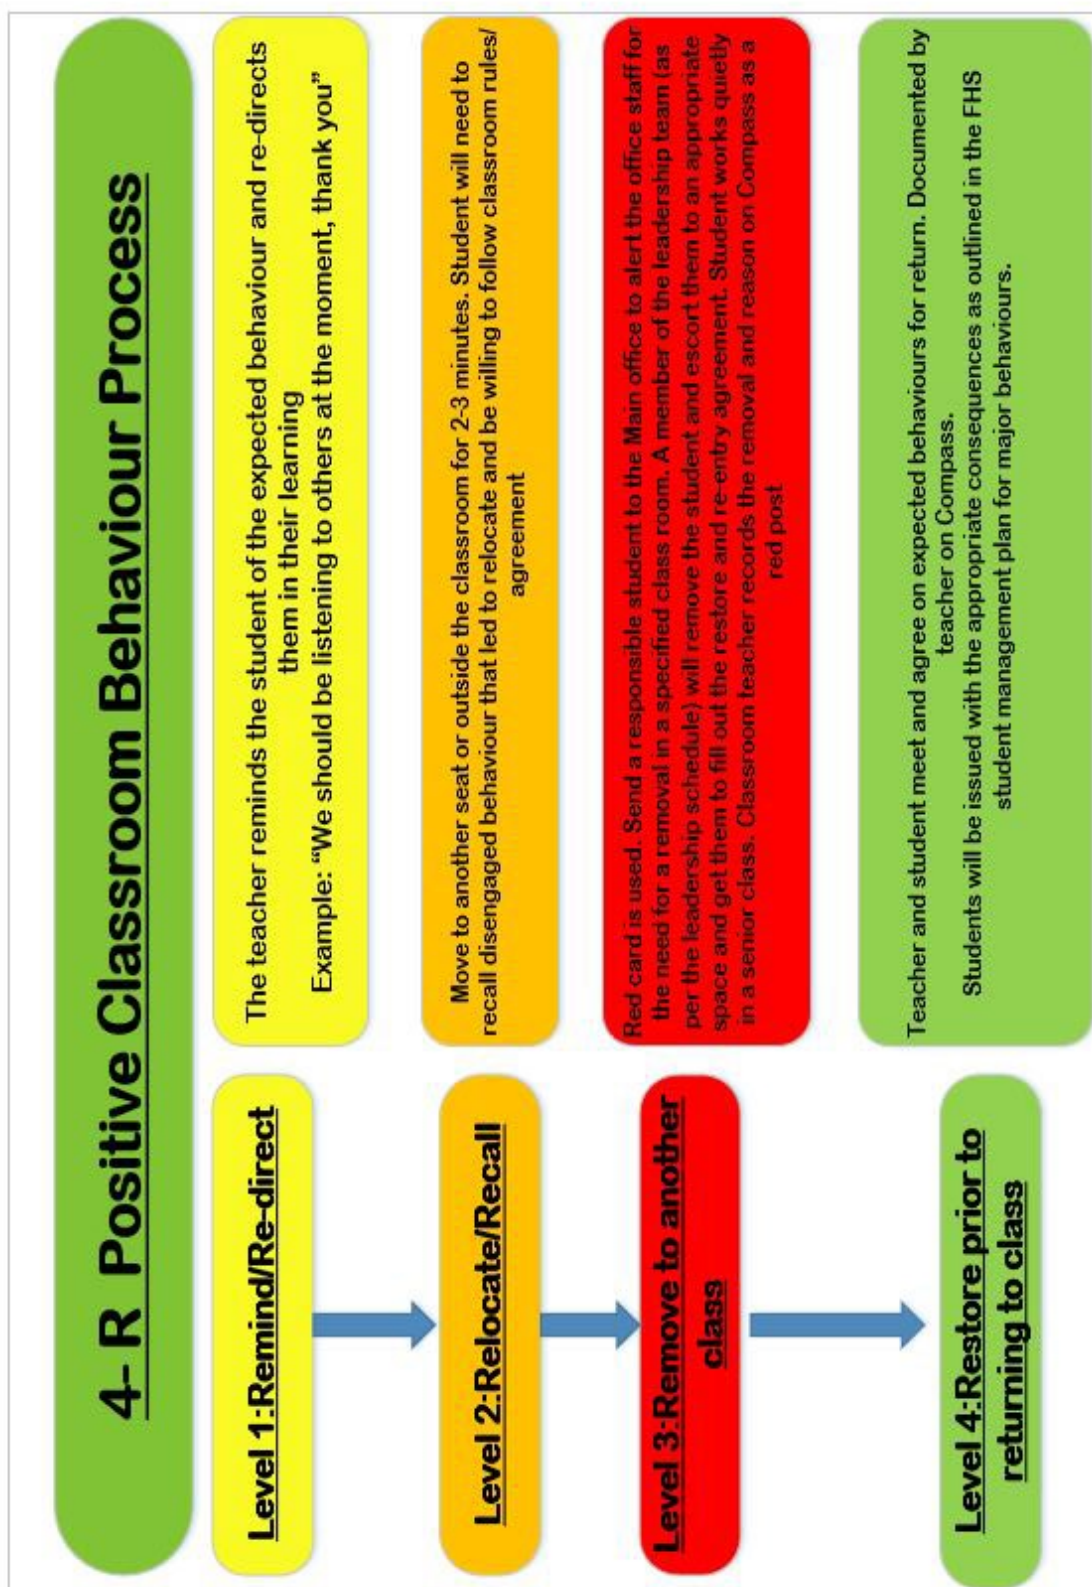 4- R Positive Classroom Behaviour Process
Level 1:Remind/Re-direct
The teacher reminds the student of the expected behaviour and re-directs
them in their learning
Example: “We should be listening to others at the moment, thank you”
Level 2:Relocate/Recall
Move to another seat or outside the classroom for 2-3 minutes. Student will need to
recall disengaged behaviour that led to relocate and be willing to follow classroom rules/
agreement
Level 3:Remove to another
class
Red card is used. Send a responsible student to the Main office to alert the office staff for
the need for a removal in a specified class room. A member of the leadership team (as
per the leadership schedule) will remove the student and escort them to an appropriate
space and get them to fill out the restore and re-entry agreement. Student works quietly
in a senior class. Classroom teacher records the removal and reason on Compass as a
red post
Level 4:Restore prior to
returning to class
Teacher and student meet and agree on expected behaviours for return. Documented by
teacher on Compass.
Students will be issued with the appropriate consequences as outlined in the FHS
student management plan for major behaviours.